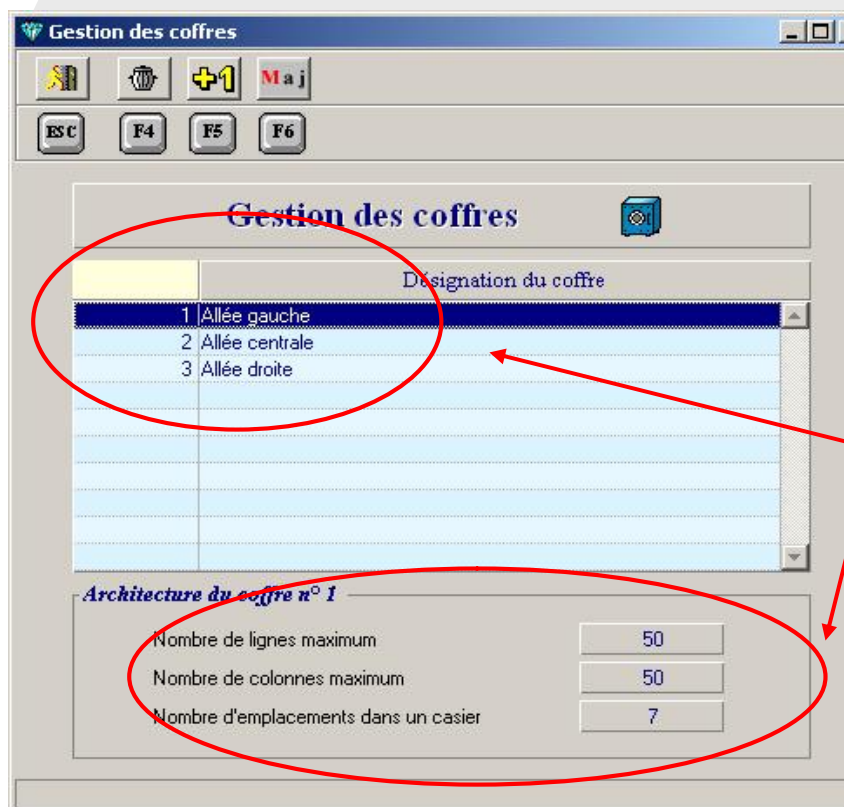 Gestion des coffres
Maj
ESC F4 F5 F6
Gestion des coffres
Désignation du coffre
1 Allée gauche
2 Allée centrale
3 Allée droite
Architecture du coffre n° 1
Nombre de lignes maximum 50
Nombre de colonnes maximum 50
Nombre d'emplacements dans un casier 7